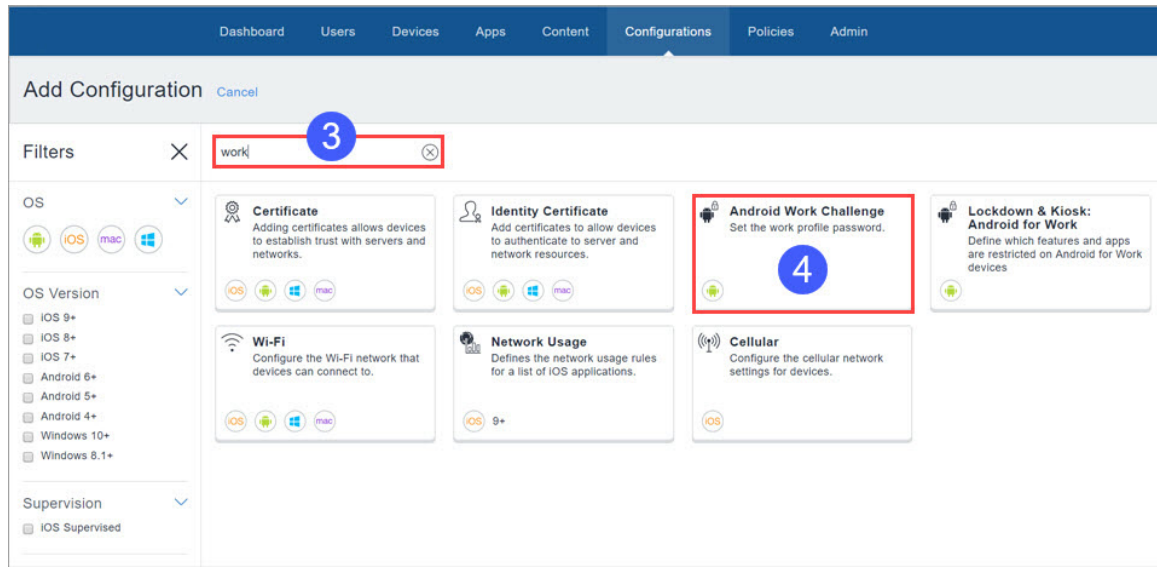 Dashboard Users Devices Apps Content Configurations Policies Admin
Add Configuration Cancel
Filters
work
3
OS
iOS mac
OS Version
iOS 9+
iOS 8+
iOS 7+
Android 6+
Android 5+
Android 4+
Windows 10+
Windows 8.1+
Supervision
iOS Supervised
Certificate
Adding certificates allows devices
to establish trust with servers and
networks.
iOS mac
Identity Certificate
Add certificates to allow devices
to authenticate to server and
network resources.
iOS mac
Android Work Challenge
Set the work profile password.
4
Lockdown & Kiosk:
Android for Work
Define which features and apps
are restricted on Android for Work
devices
Wi-Fi
Configure the Wi-Fi network that
devices can connect to.
iOS mac
Network Usage
Defines the network usage rules
for a list of iOS applications.
iOS 9+
Cellular
Configure the cellular network
settings for devices.
iOS